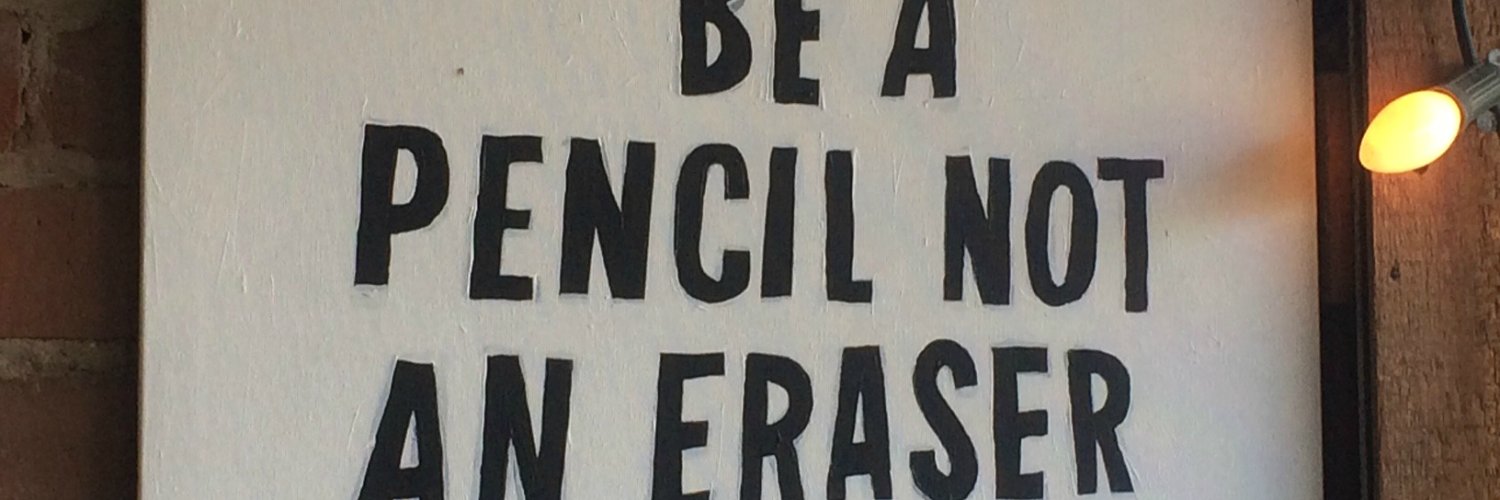 BE A
PENCIL NOT
AN ERASER